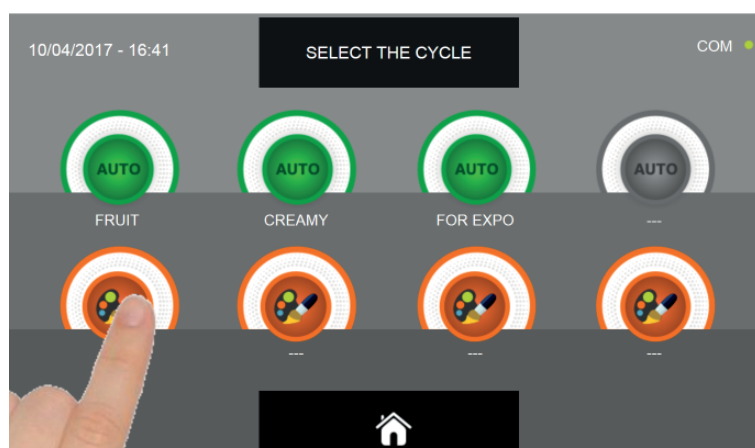 10/04/2017 - 16:41
SELECT THE CYCLE
COM
AUTO
AUTO
AUTO
AUTO
FRUIT
CREAMY
FOR EXPO
---
---
---
---